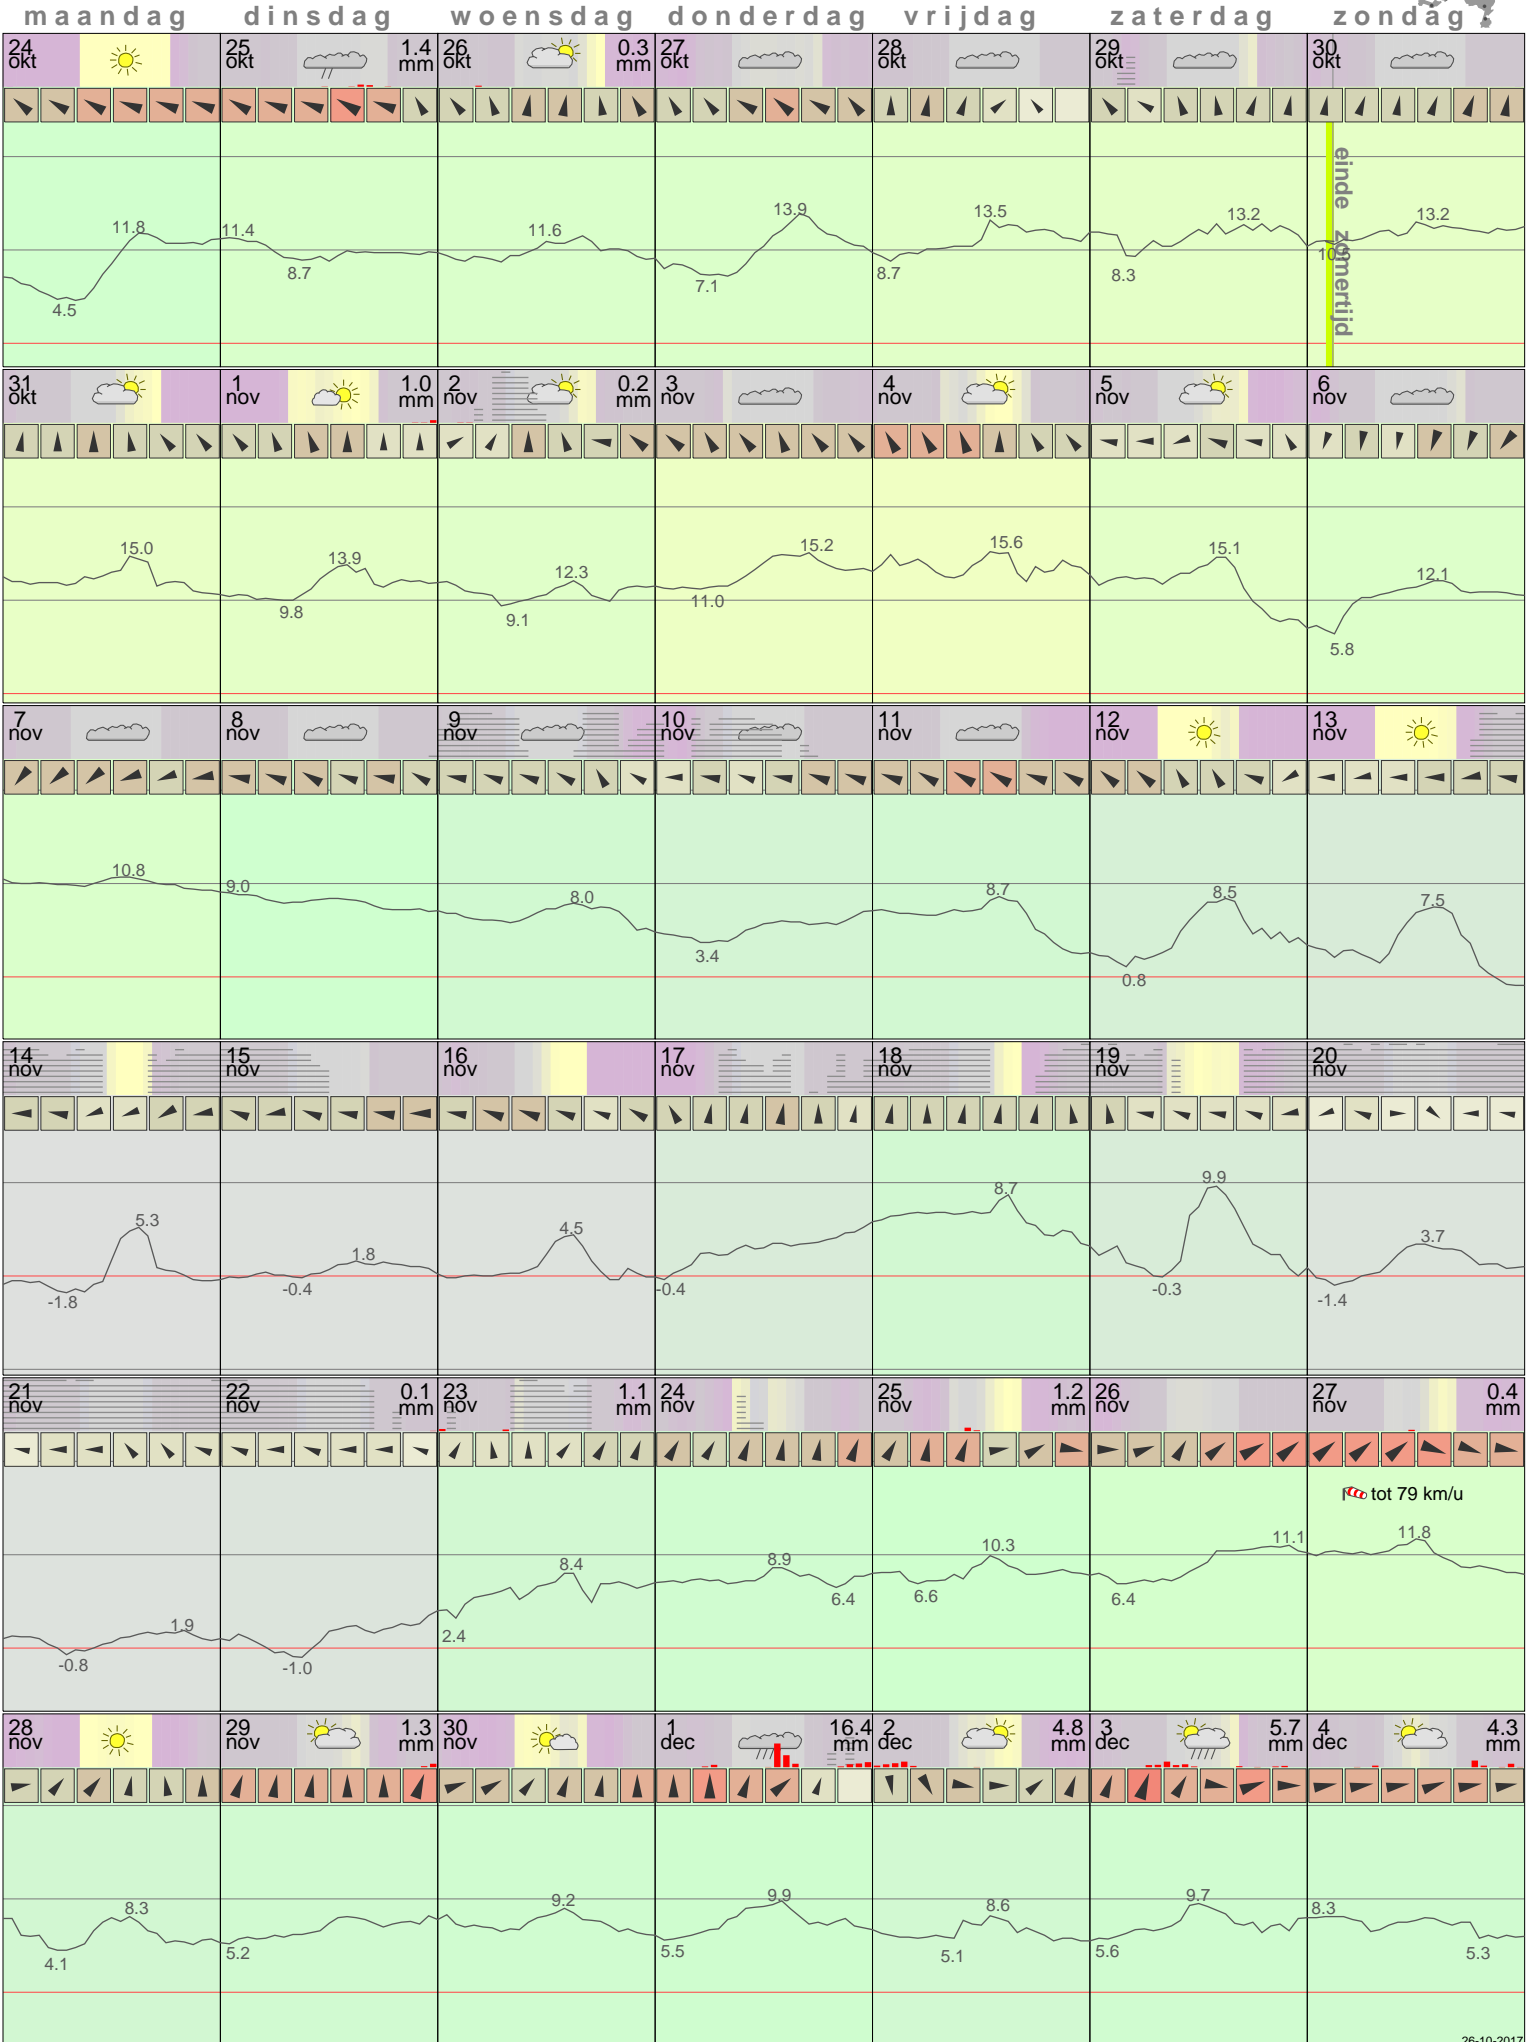 maandag dinsdag woensdag donderdag vrijdag zaterdag zondag
24 okt
25 okt 1.4 mm
26 okt 0.3 mm
27 okt
28 okt
29 okt
30 okt
einde zomertijd
11.8 4.5
11.4 8.7
11.6
13.9 7.1
13.5 8.7
13.2 8.3
13.2
31 okt
1 nov 1.0 mm
2 nov 0.2 mm
3 nov
4 nov
5 nov
6 nov
15.0
13.9 9.8
12.3 9.1
15.2 11.0
15.6
15.1
12.1 5.8
7 nov
8 nov
9 nov
10 nov
11 nov
12 nov
13 nov
10.8
9.0
8.0
3.4
8.7
8.5 0.8
7.5
14 nov
15 nov
16 nov
17 nov
18 nov
19 nov
20 nov
5.3 -1.8
1.8 -0.4
4.5
-0.4
8.7
9.9 -0.3
3.7 -1.4
21 nov
22 nov 0.1 mm
23 nov 1.1 mm
24 nov
25 nov 1.2 mm
26 nov
27 nov 0.4 mm
tot 79 km/u
1.9 -0.8
-1.0
8.4 2.4
8.9 6.4
10.3 6.6
11.1 6.4
11.8
28 nov
29 nov 1.3 mm
30 nov
1 dec 16.4 mm
2 dec 4.8 mm
3 dec 5.7 mm
4 dec 4.3 mm
8.3 4.1
5.2
9.2
9.9 5.5
8.6 5.1
9.7 5.6
8.3 5.3
26-10-2017